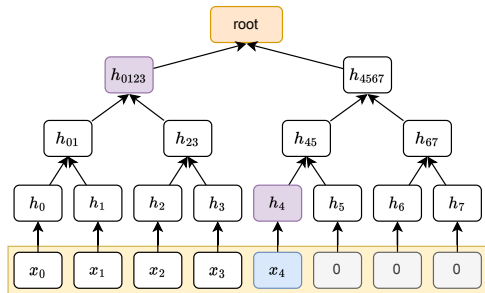 root
h₀₁₂₃ h₄₅₆₇
h₀₁ h₂₃ h₄₅ h₆₇
h₀ h₁ h₂ h₃ h₄ h₅ h₆ h₇
x₀ x₁ x₂ x₃ x₄ 0 0 0